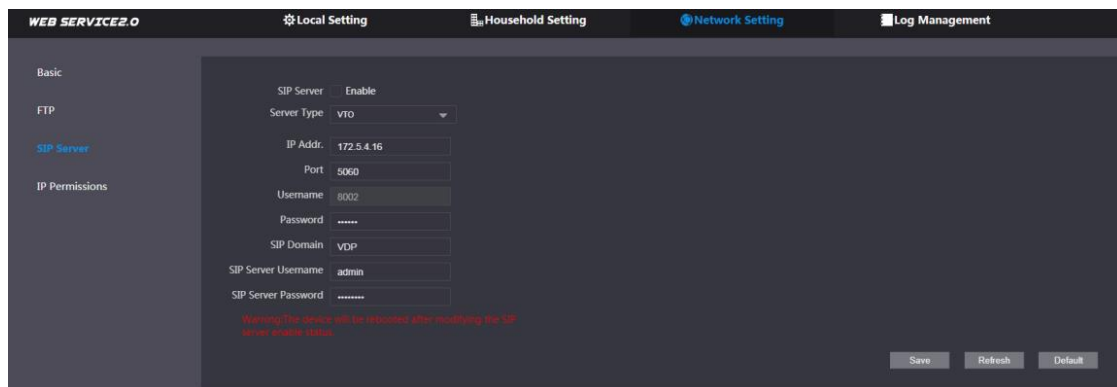 WEB SERVICE2.0
Local Setting
Household Setting
Network Setting
Log Management
Basic
FTP
SIP Server
IP Permissions
SIP Server Enable
Server Type VTO
IP Addr. 172.5.4.16
Port 5060
Username 8002
Password ••••••
SIP Domain VDP
SIP Server Username admin
SIP Server Password ••••••••
Warning:The device will be rebooted after modifying the SIP
server enable status.
Save Refresh Default